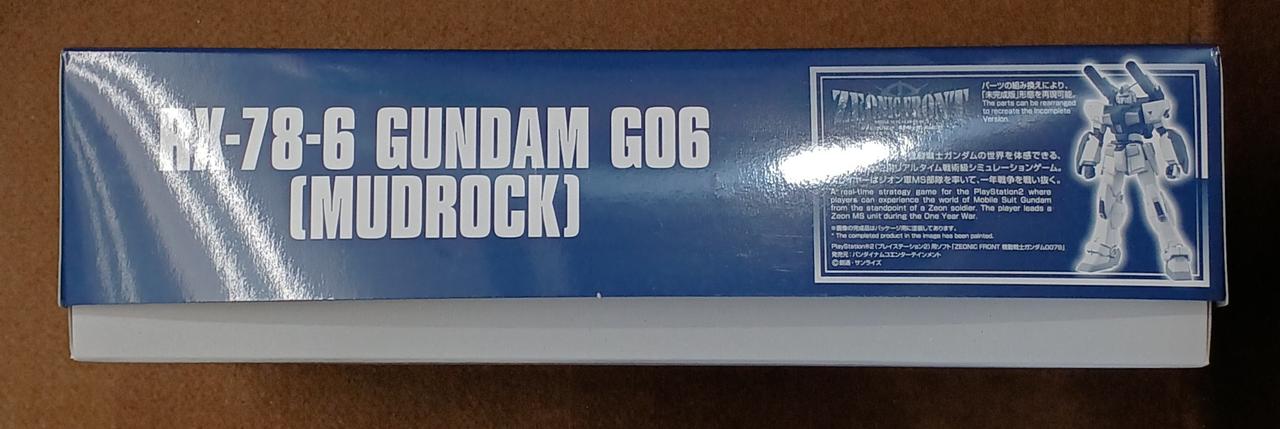 RX-78-6 GUNDAM G06
(MUDROCK)
ZEONIC FRONT
パーツの組み換えにより、
「未完成版」形態を再現可能。
The parts can be rearranged
to recreate the Incomplete
Version.
機動戦士ガンダムの世界を体感できる、
リアルタイム戦術級シミュレーションゲーム。
はジオン軍MS部隊を率いて、一年戦争を戦い抜く。
A real-time strategy game for the PlayStation2 where
players can experience the world of Mobile Suit Gundam
from the standpoint of a Zeon soldier. The player leads a
Zeon MS unit during the One Year War.
※画像の完成品はパッケージ用に塗装してあります。
* The completed product in the image has been painted.
PlayStation®2(プレイステーション2)用ソフト「ZEONIC FRONT 機動戦士ガンダム0079」
発売元:バンダイナムコエンターテインメント
©創通・サンライズ